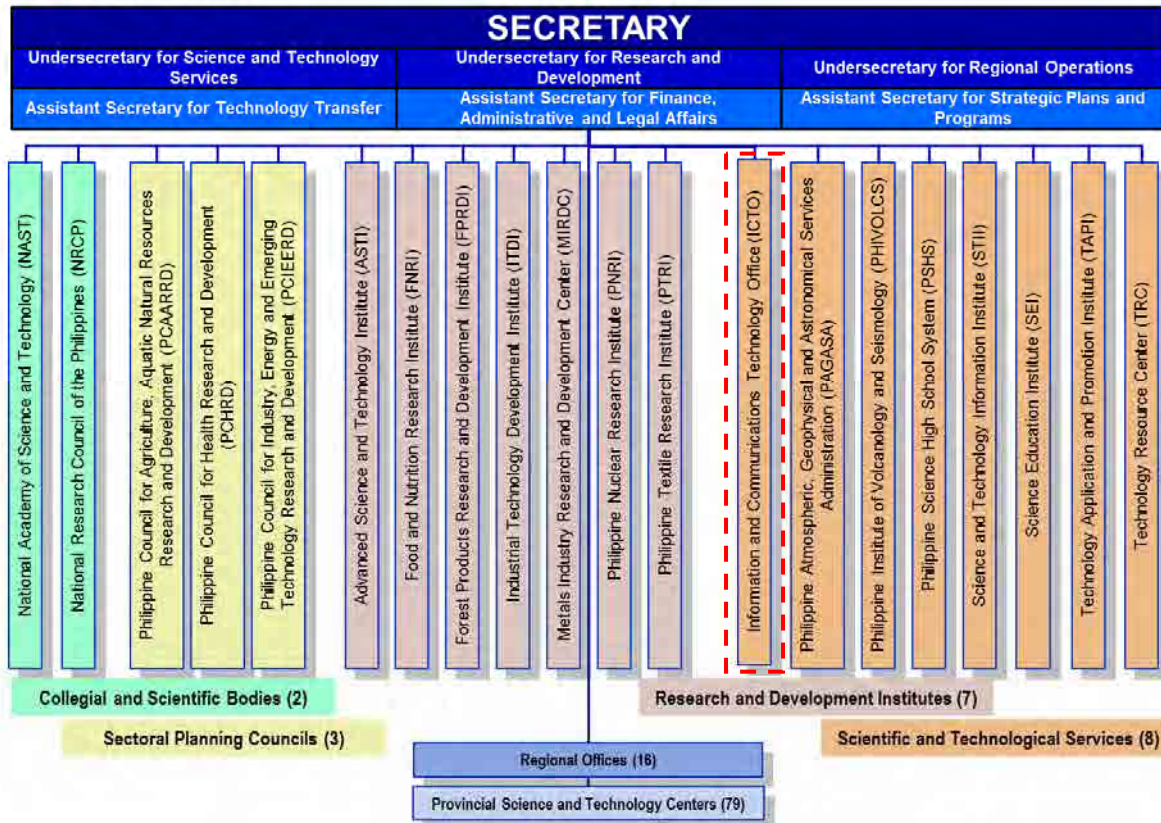 SECRETARY
Undersecretary for Science and Technology
Services
Undersecretary for Research and
Development
Undersecretary for Regional Operations
Assistant Secretary for Technology Transfer
Assistant Secretary for Finance,
Administrative and Legal Affairs
Assistant Secretary for Strategic Plans and
Programs
National Academy of Science and Technology (NAST)
National Research Council of the Philippines (NRCP)
Philippine Council for Agriculture, Aquatic Natural Resources
Research and Development (PCAARRD)
Philippine Council for Health Research and Development
(PCHRD)
Philippine Council for Industry, Energy and Emerging
Technology Research and Development (PCIEERD)
Advanced Science and Technology Institute (ASTI)
Food and Nutrition Research Institute (FNRI)
Forest Products Research and Development Institute (FPRDI)
Industrial Technology Development Institute (ITDI)
Metals Industry Research and Development Center (MIRDC)
Philippine Nuclear Research Institute (PNRI)
Philippine Textile Research Institute (PTRI)
Information and Communications Technology Office (ICTO)
Philippine Atmospheric, Geophysical and Astronomical Services
Administration (PAGASA)
Philippine Institute of Volcanology and Seismology (PHIVOLCS)
Philippine Science High School System (PSHS)
Science and Technology Information Institute (STII)
Science Education Institute (SEI)
Technology Application and Promotion Institute (TAPI)
Technology Resource Center (TRC)
Collegial and Scientific Bodies (2)
Research and Development Institutes (7)
Sectoral Planning Councils (3)
Scientific and Technological Services (8)
Regional Offices (16)
Provincial Science and Technology Centers (79)